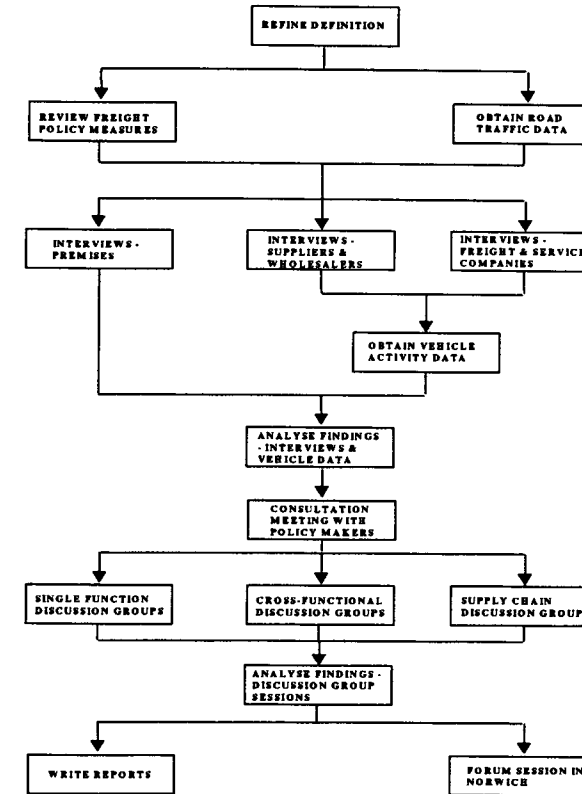 REFINE DEFINITION
REVIEW FREIGHT
POLICY MEASURES
OBTAIN ROAD
TRAFFIC DATA
INTERVIEWS -
PREMISES
INTERVIEWS -
SUPPLIERS &
WHOLESALERS
INTERVIEWS -
FREIGHT & SERVICE
COMPANIES
OBTAIN VEHICLE
ACTIVITY DATA
ANALYSE FINDINGS
- INTERVIEWS &
VEHICLE DATA
CONSULTATION
MEETING WITH
POLICY MAKERS
SINGLE FUNCTION
DISCUSSION GROUPS
CROSS-FUNCTIONAL
DISCUSSION GROUPS
SUPPLY CHAIN
DISCUSSION GROUP
ANALYSE FINDINGS -
DISCUSSION GROUP
SESSIONS
WRITE REPORTS
FORUM SESSION IN
NORWICH